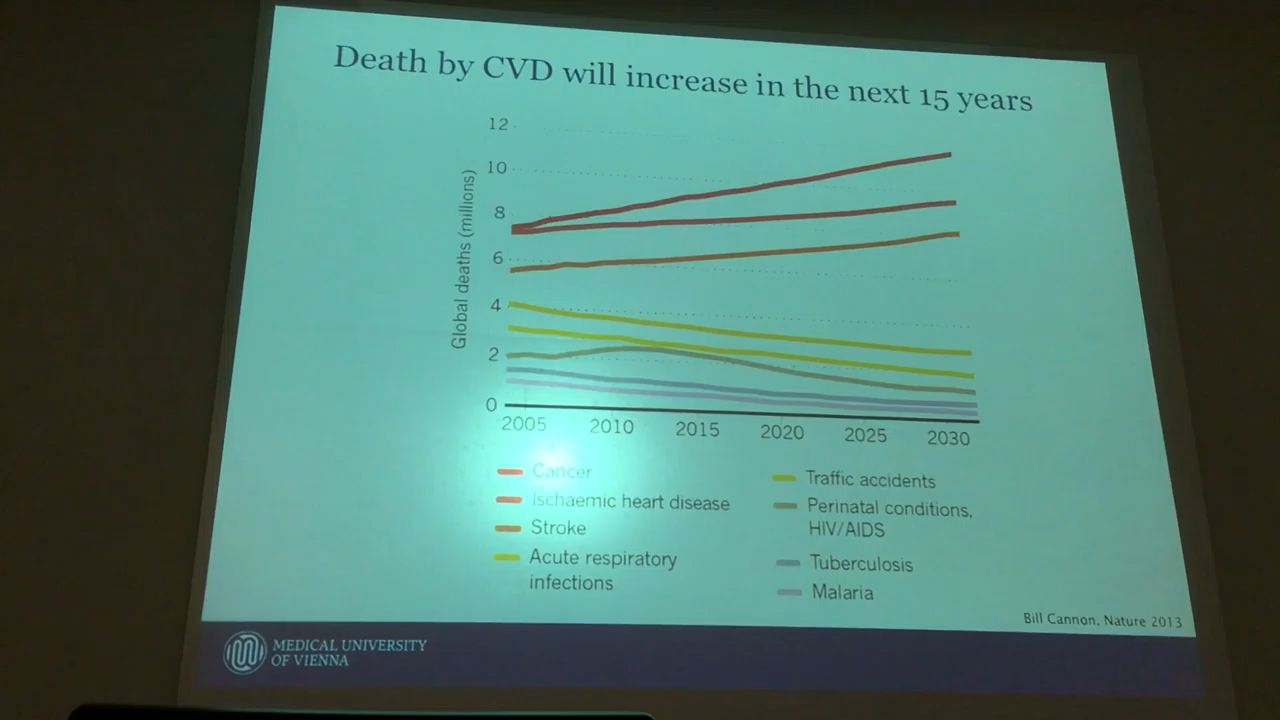 Death by CVD will increase in the next 15 years
12
10
8
6
4
2
0
Global deaths (millions)
2005 2010 2015 2020 2025 2030
Cancer
Ischaemic heart disease
Stroke
Acute respiratory
infections
Traffic accidents
Perinatal conditions,
HIV/AIDS
Tuberculosis
Malaria
Bill Cannon, Nature 2013
MEDICAL UNIVERSITY
OF VIENNA